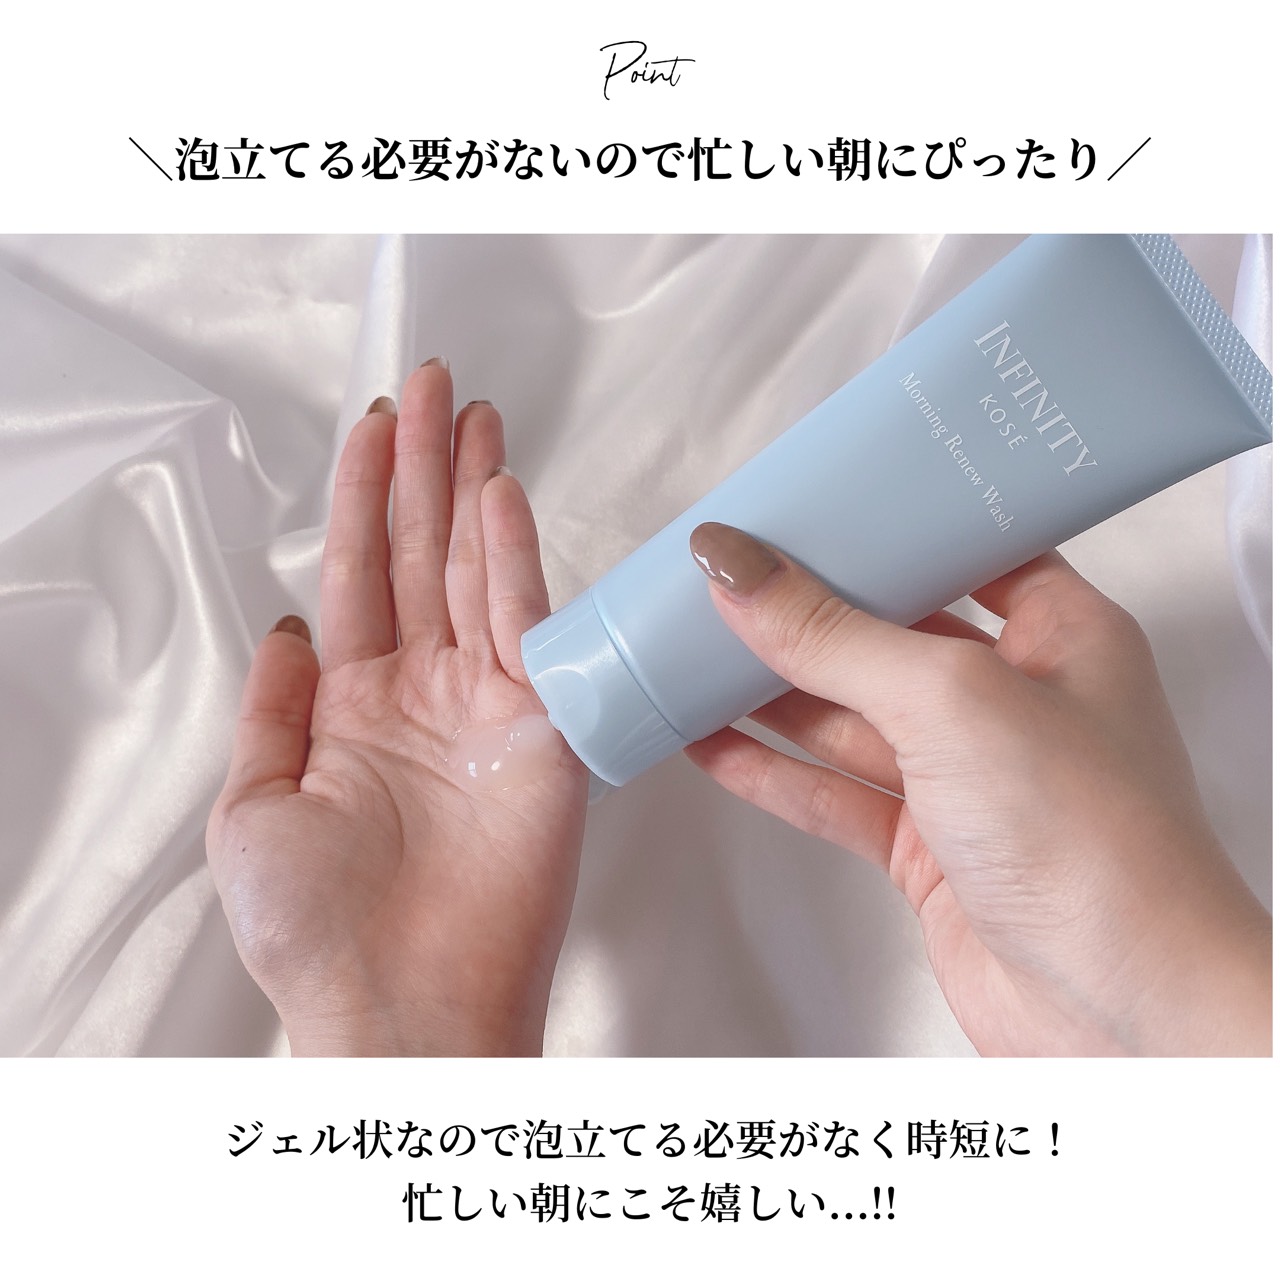 Point
＼泡立てる必要がないので忙しい朝にぴったり／
INFINITY
KOSÉ
Morning Renew Wash
ジェル状なので泡立てる必要がなく時短に！
忙しい朝にこそ嬉しい...!!